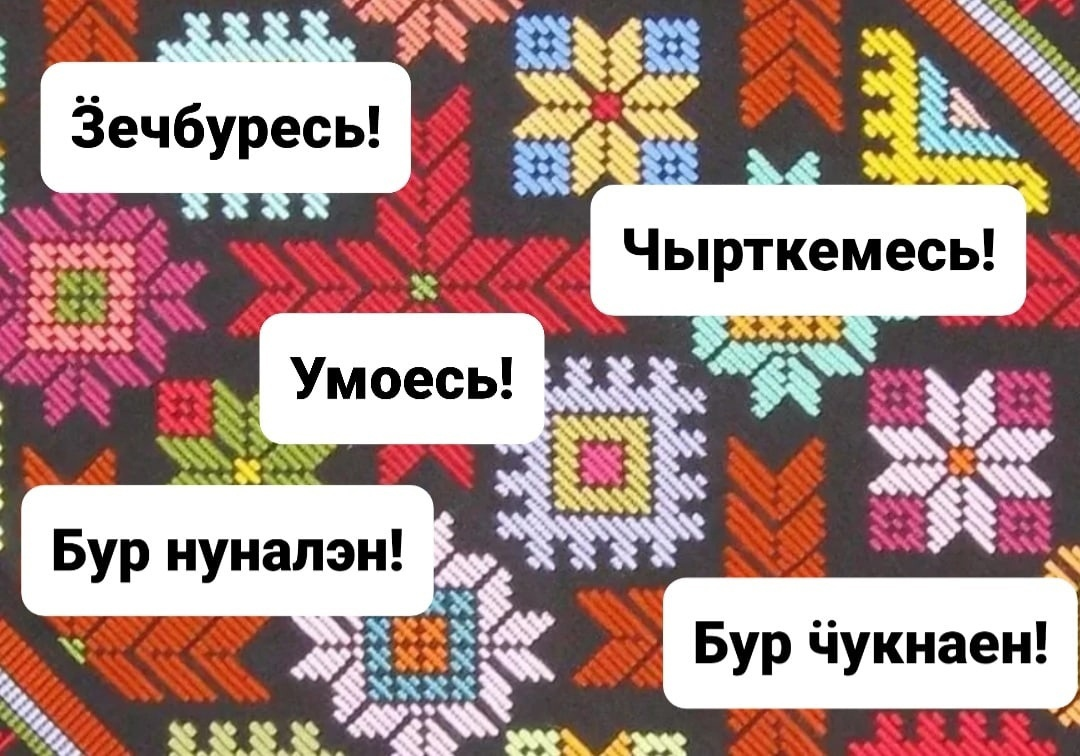 Ӟечбуресь!
Чырткемесь!
Умоесь!
Бур нуналэн!
Бур ӵукнаен!